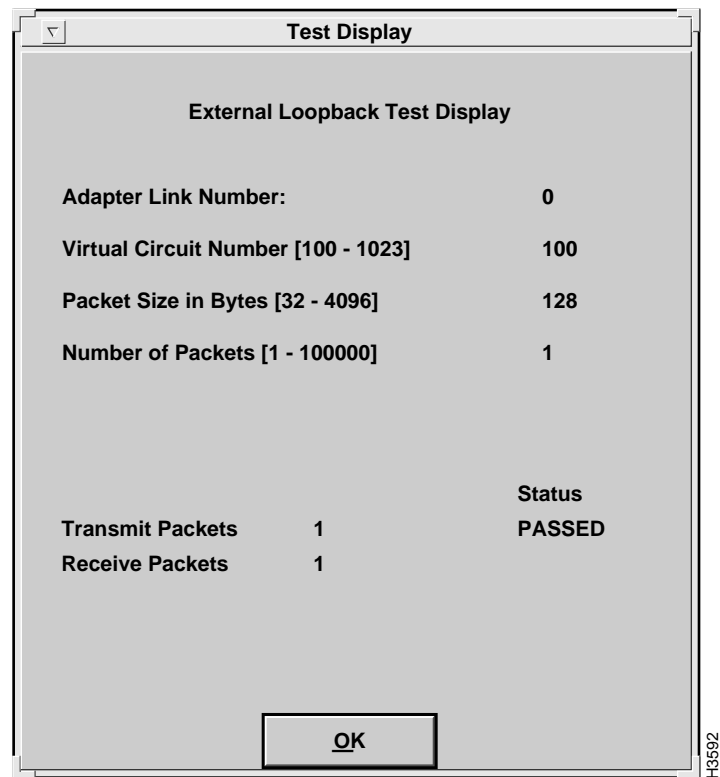 Test Display
External Loopback Test Display
Adapter Link Number: 0
Virtual Circuit Number [100 - 1023] 100
Packet Size in Bytes [32 - 4096] 128
Number of Packets [1 - 100000] 1
Status
Transmit Packets 1 PASSED
Receive Packets 1
OK
H3592